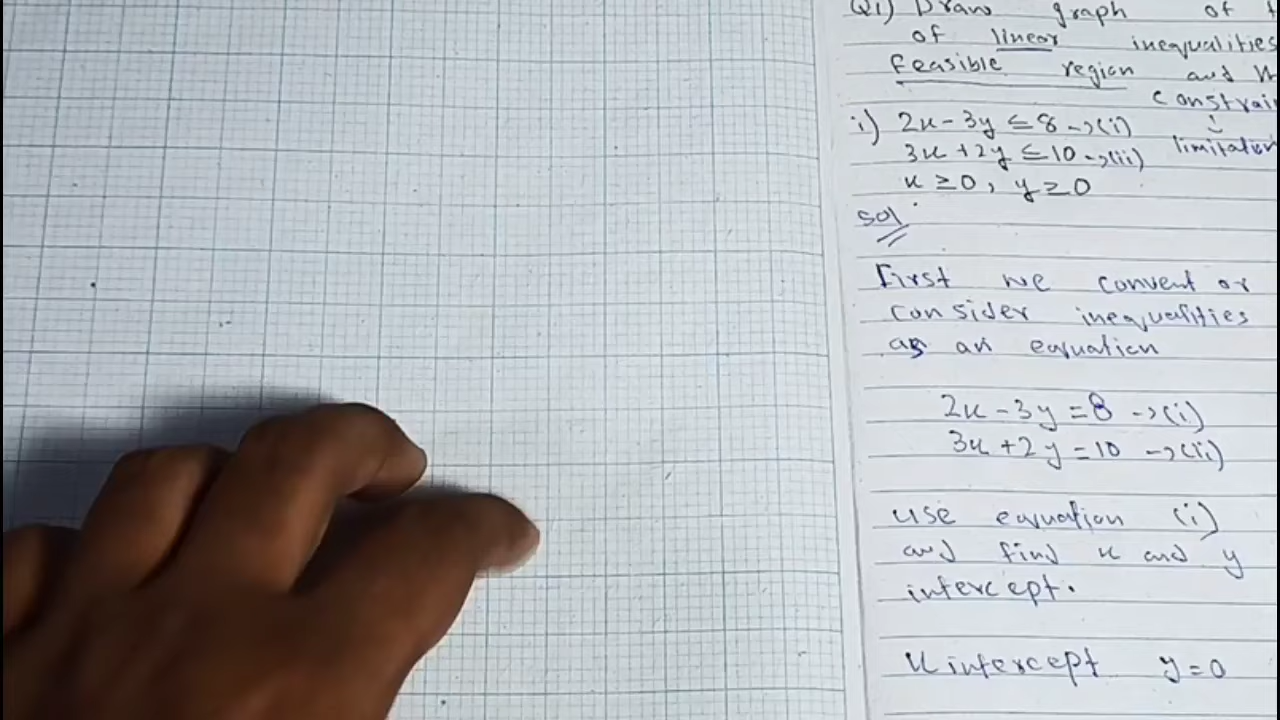 Q1) Draw graph of
of linear inequalities
feasible region and
constrai
i) 2x - 3y ≤ 8 → (i)
3x + 2y ≤ 10 → (ii) limitation
x ≥ 0, y ≥ 0
Sol
First we convent or
consider inequalities
as an equation
2x - 3y = 8 → (i)
3x + 2y = 10 → (ii)
use equation (i)
and find x and y
intercept.
x intercept y = 0